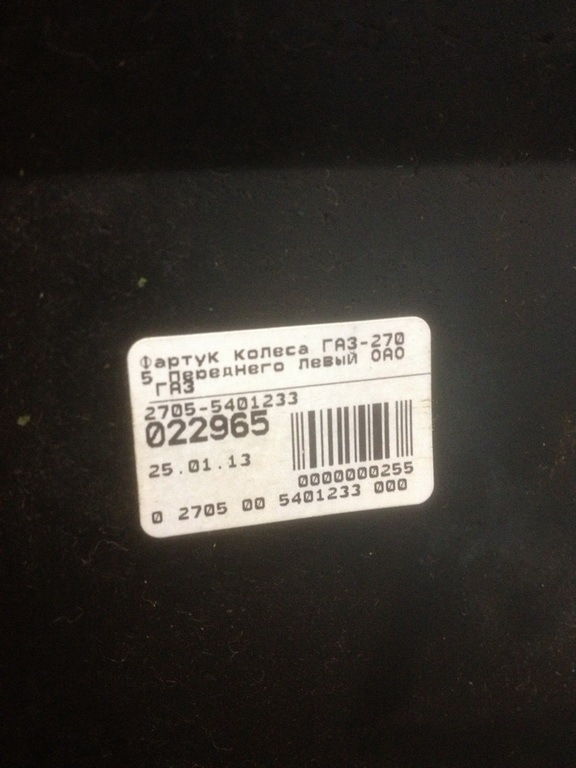 Фартук колеса ГАЗ-270
5 Переднего левый ОАО
ГАЗ
2705-5401233
022965
25.01.13
0000000255
0 2705 00 5401233 000